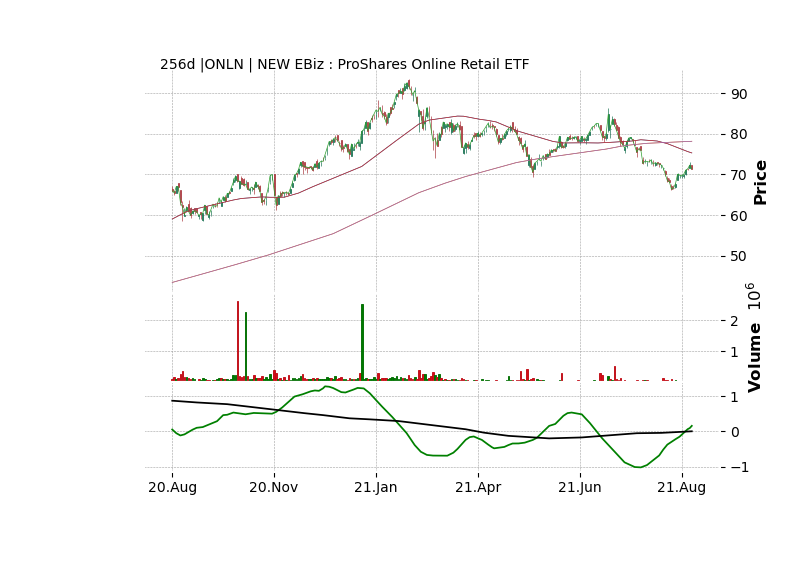 256d |ONLN | NEW EBiz : ProShares Online Retail ETF
90
80
70
60
50
Price
2
1
Volume 10^6
1
0
−1
20.Aug 20.Nov 21.Jan 21.Apr 21.Jun 21.Aug